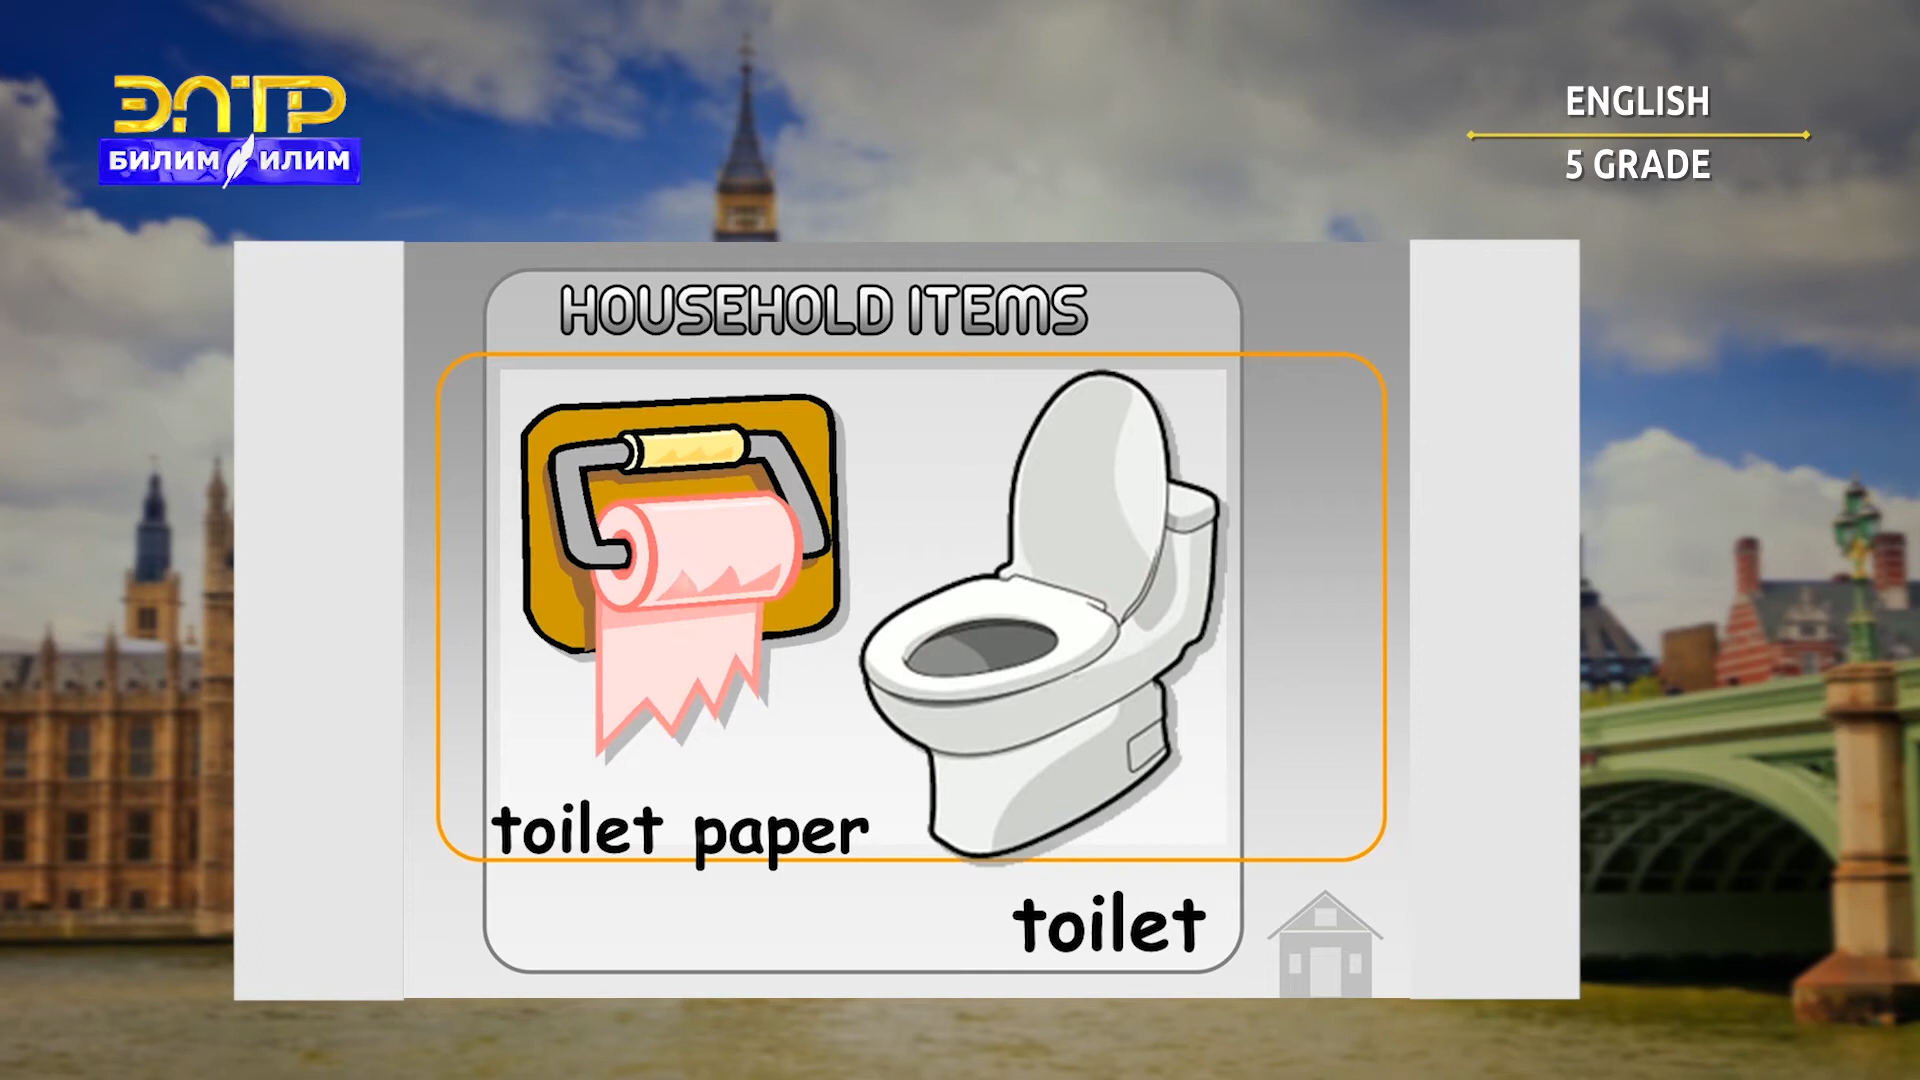 ЭЛТР
БИЛИМ ИЛИМ
ENGLISH
5 GRADE
HOUSEHOLD ITEMS
toilet paper
toilet